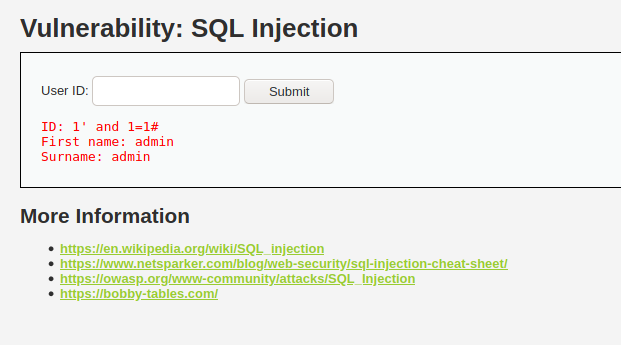 Vulnerability: SQL Injection
User ID: Submit
ID: 1' and 1=1#
First name: admin
Surname: admin
More Information
https://en.wikipedia.org/wiki/SQL_injection
https://www.netsparker.com/blog/web-security/sql-injection-cheat-sheet/
https://owasp.org/www-community/attacks/SQL_Injection
https://bobby-tables.com/